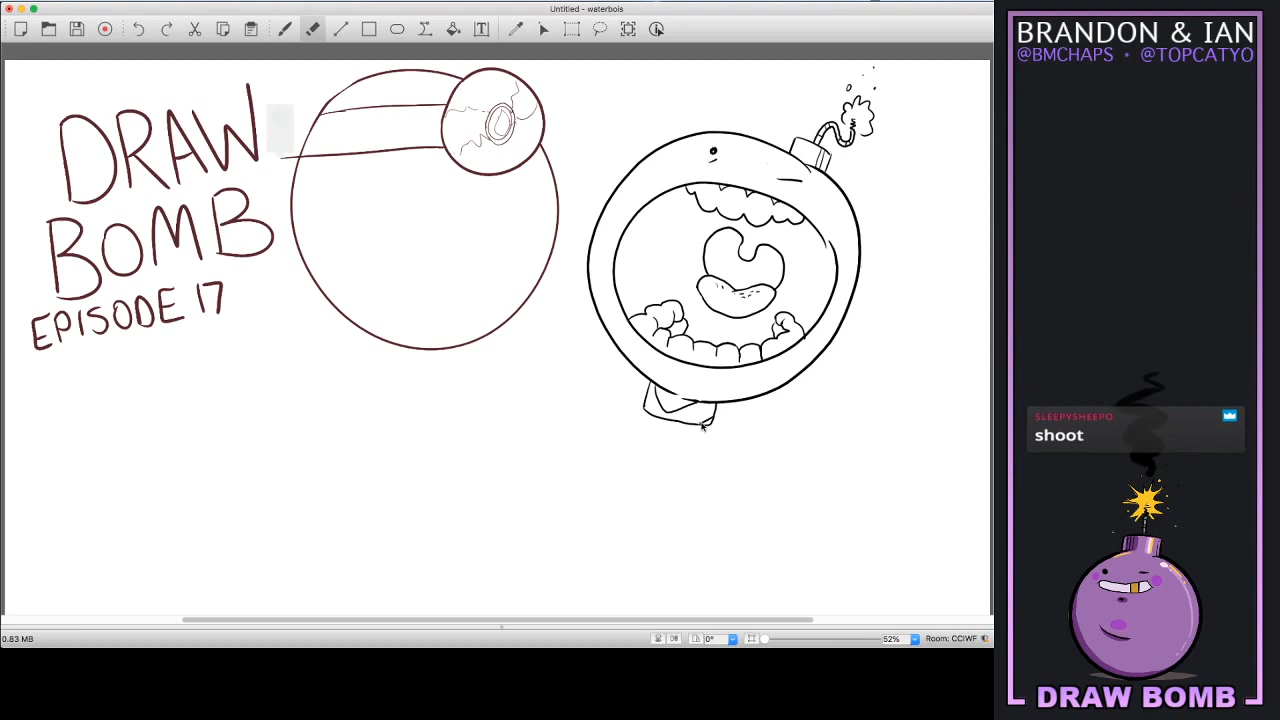 Untitled - waterbois
DRAW
BOMB
EPISODE 17
0.83 MB
0°
52%
Room: CCIWF
BRANDON & IAN
@BMCHAPS • @TOPCATYO
SLEEPYSHEEPO
shoot
DRAW BOMB